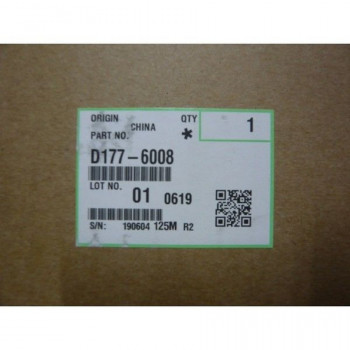 ORIGIN CHINA QTY
PART NO. * 1
D177-6008
LOT NO. 01 0619
S/N: 190604 125M R2